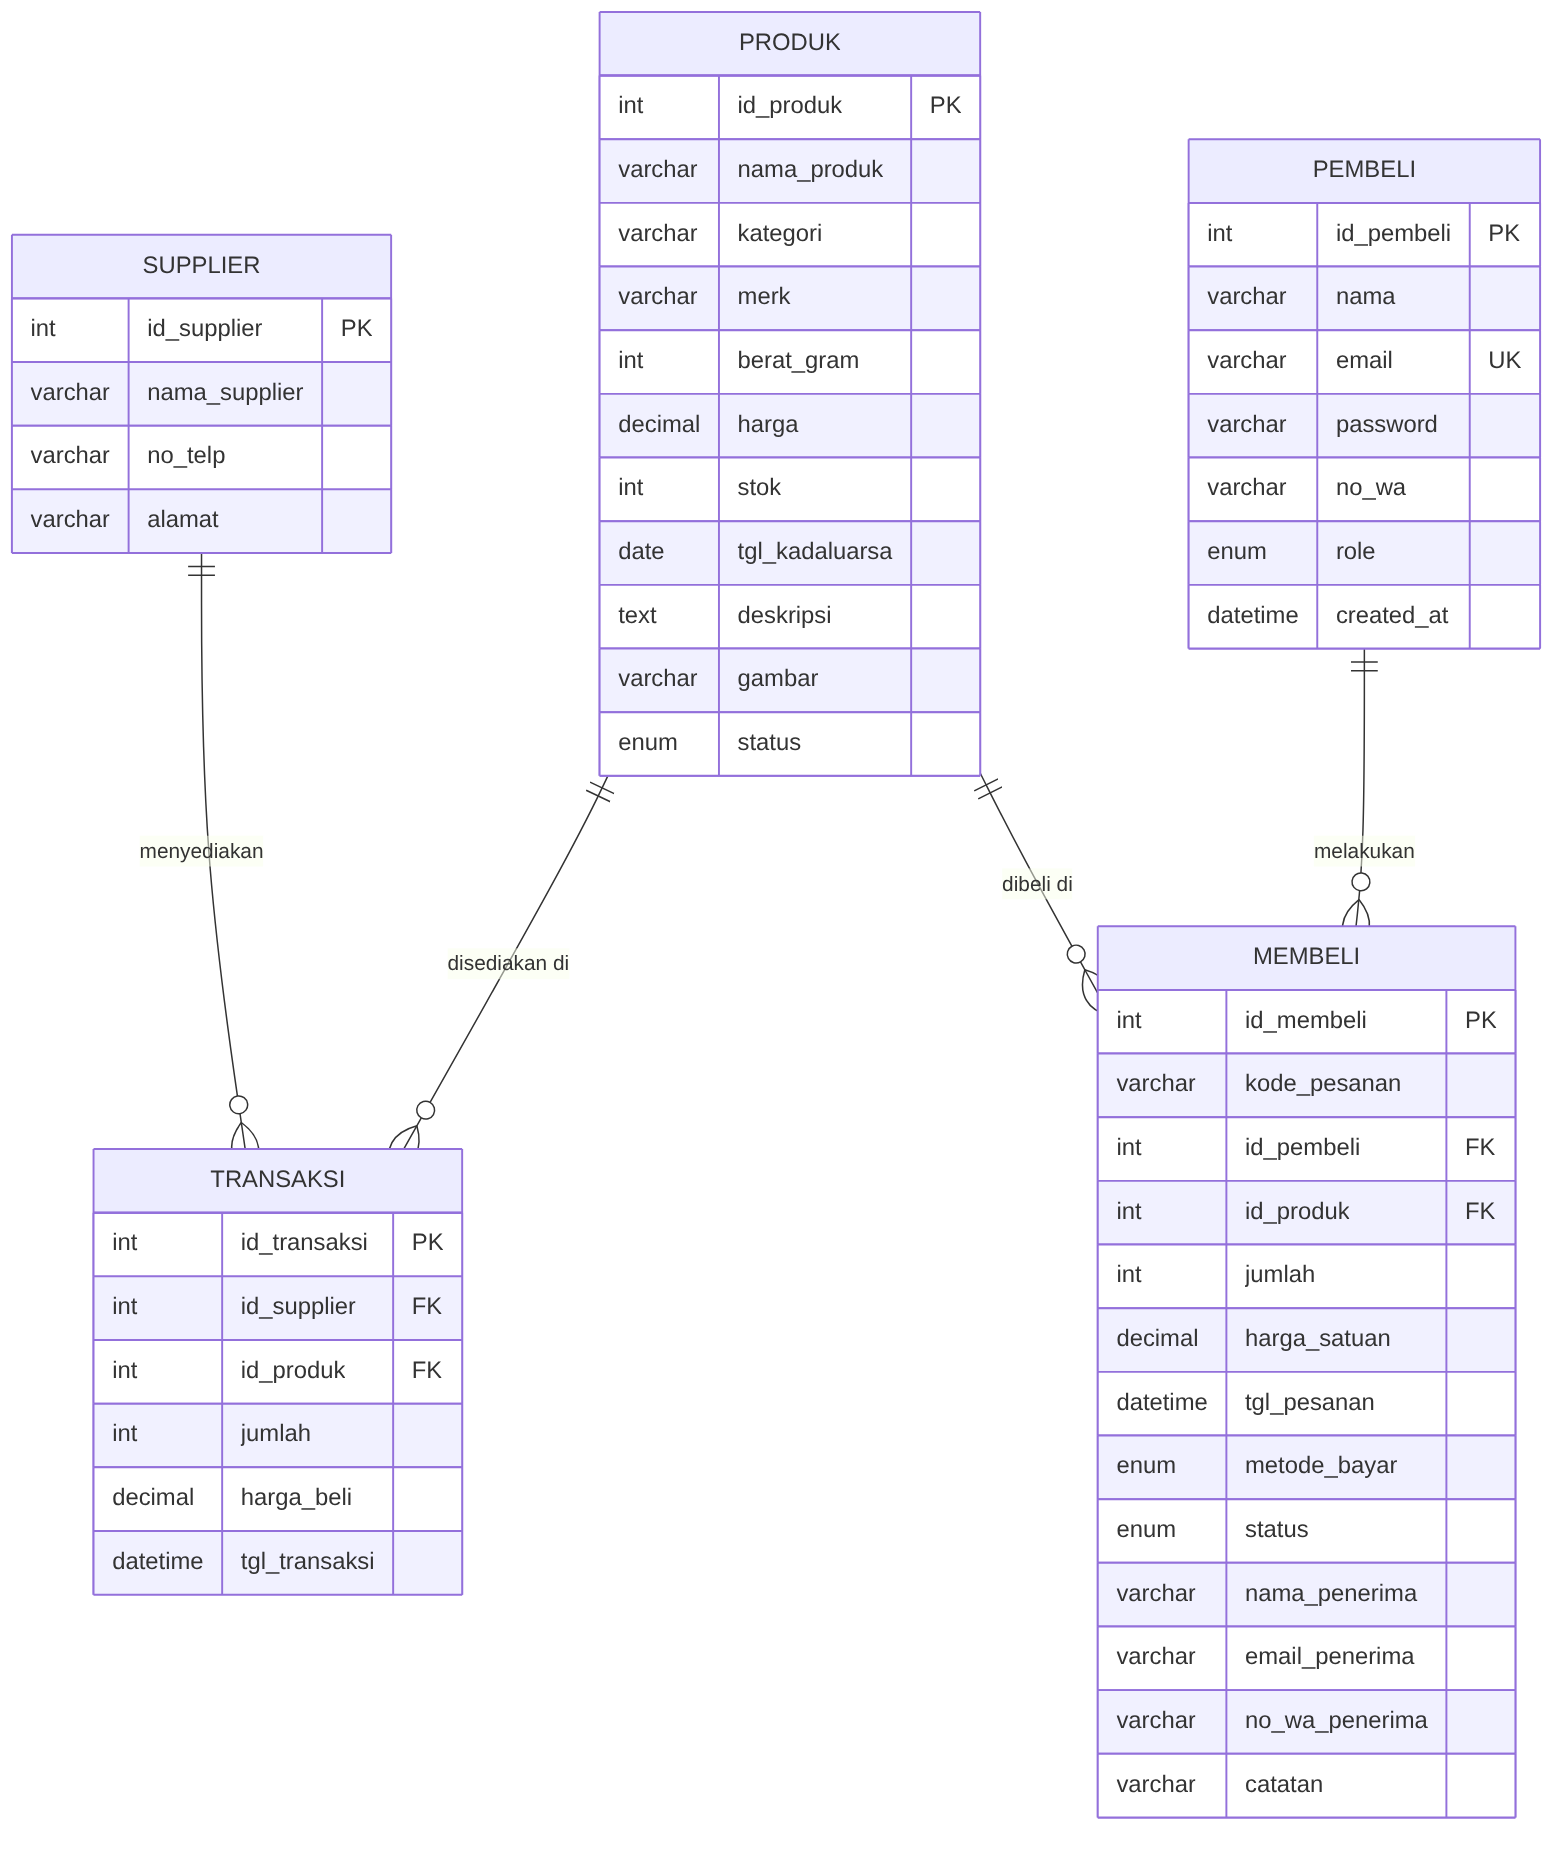 PRODUK
int id_produk PK
varchar nama_produk
varchar kategori
varchar merk
int berat_gram
decimal harga
int stok
date tgl_kadaluarsa
text deskripsi
varchar gambar
enum status
PEMBELI
int id_pembeli PK
varchar nama
varchar email UK
varchar password
varchar no_wa
enum role
datetime created_at
SUPPLIER
int id_supplier PK
varchar nama_supplier
varchar no_telp
varchar alamat
menyediakan
disediakan di
dibeli di
melakukan
TRANSAKSI
int id_transaksi PK
int id_supplier FK
int id_produk FK
int jumlah
decimal harga_beli
datetime tgl_transaksi
MEMBELI
int id_membeli PK
varchar kode_pesanan
int id_pembeli FK
int id_produk FK
int jumlah
decimal harga_satuan
datetime tgl_pesanan
enum metode_bayar
enum status
varchar nama_penerima
varchar email_penerima
varchar no_wa_penerima
varchar catatan